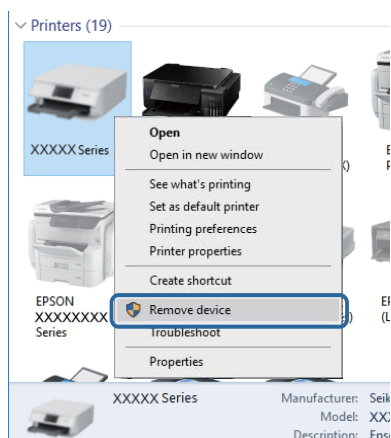 Printers (19)
XXXXX Series
Open
Open in new window
See what's printing
Set as default printer
Printing preferences
Printer properties
Create shortcut
Remove device
Troubleshoot
Properties
EPSON
XXXXXXXX
Series
XXXXX Series
Manufacturer:
Model:
Description: